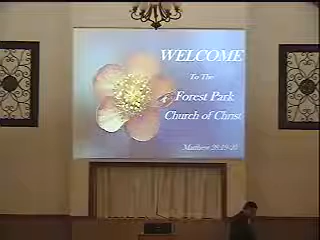 WELCOME
To The
Forest Park
Church of Christ
Matthew 28:19-20